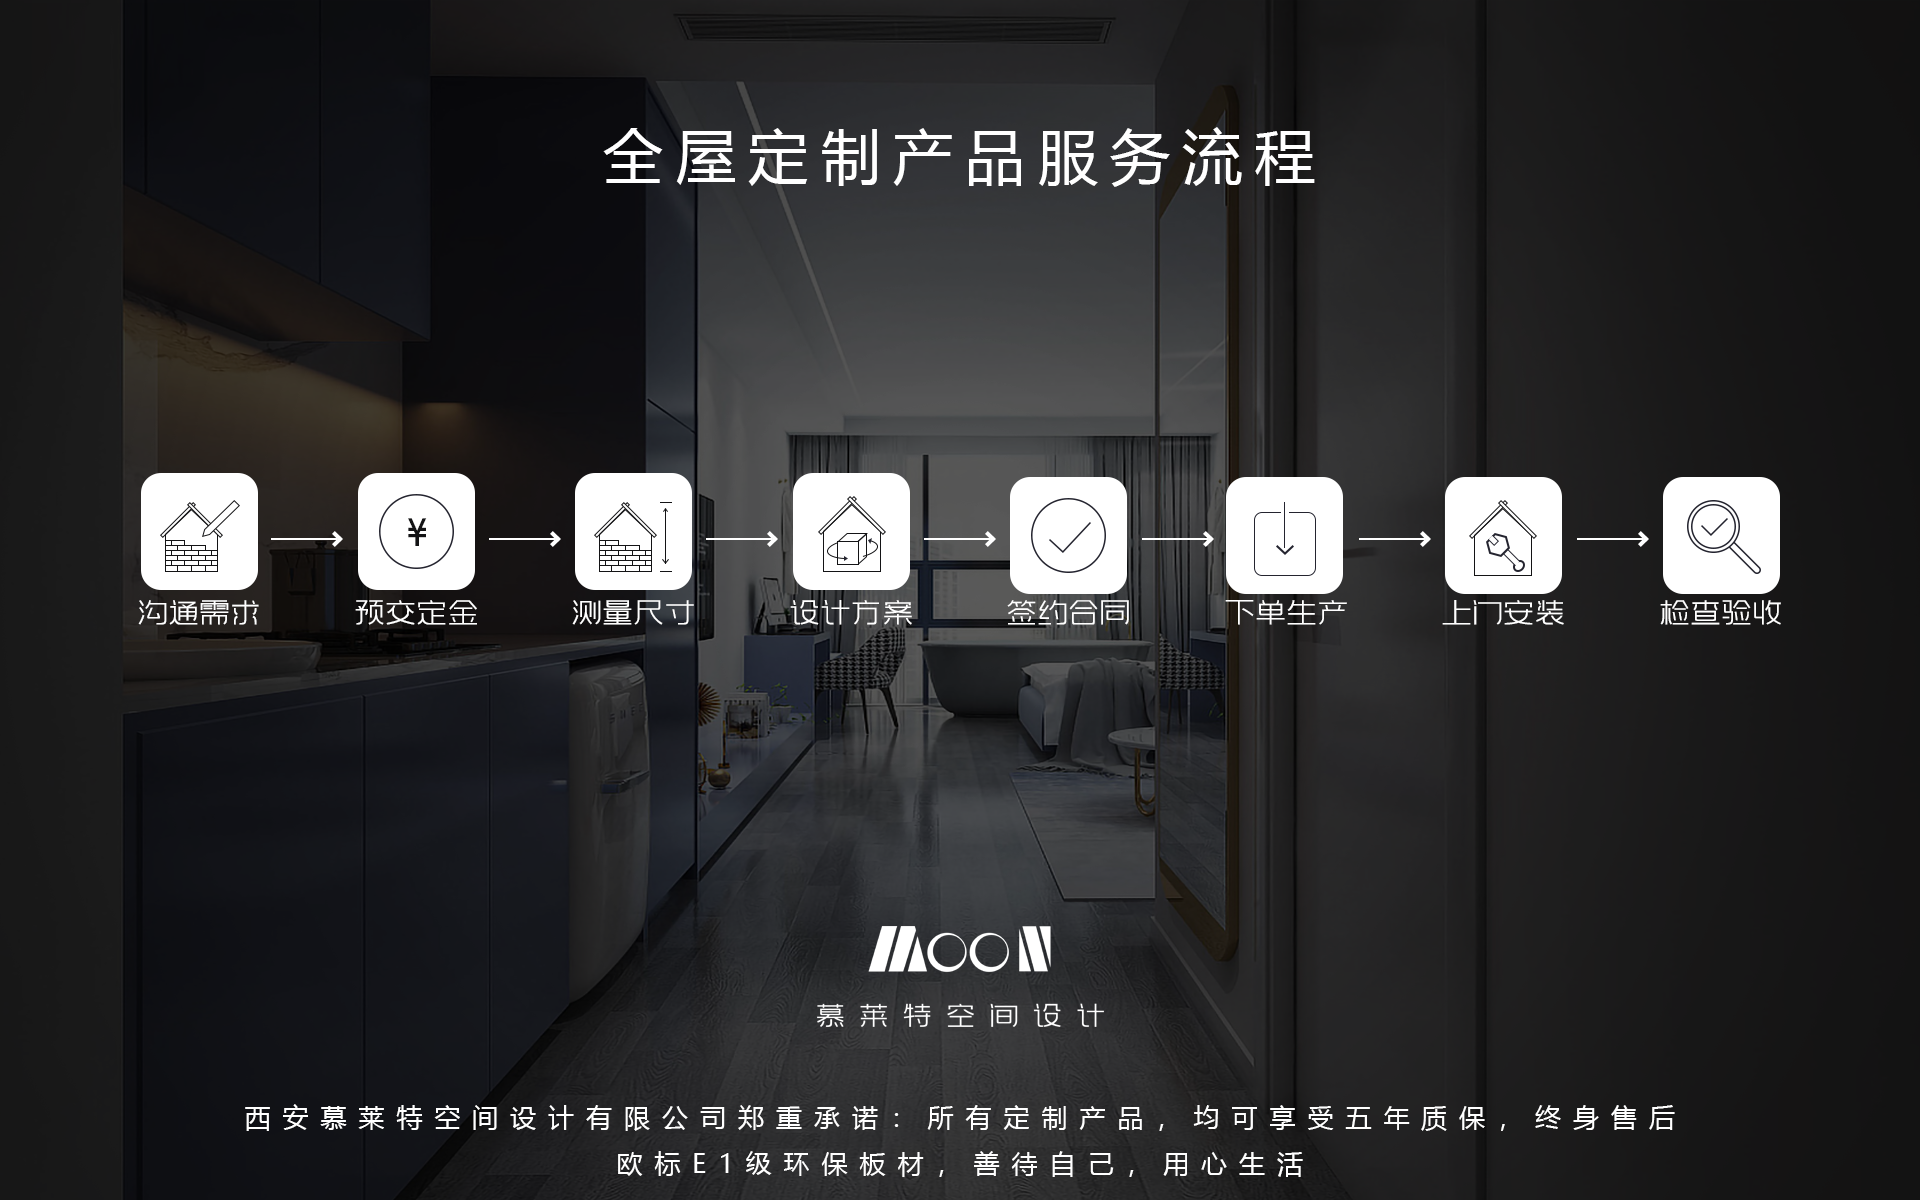 全屋定制产品服务流程
¥
沟通需求 预交定金 测量尺寸 设计方案 签约合同 下单生产 上门安装 检查验收
MOON
慕莱特空间设计
西安慕莱特空间设计有限公司郑重承诺：所有定制产品，均可享受五年质保，终身售后
欧标E1级环保板材，善待自己，用心生活